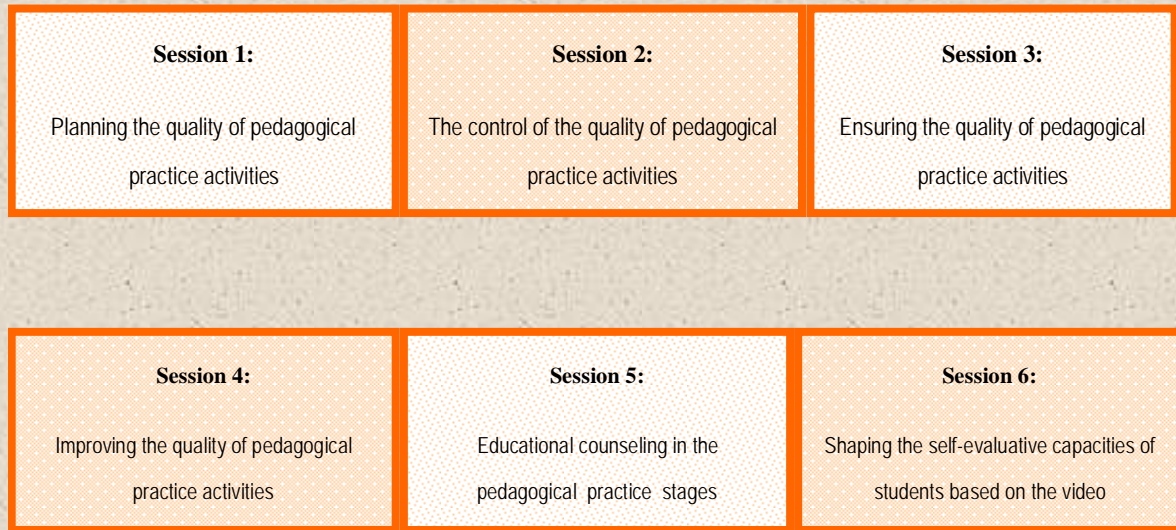 Session 1:
Planning the quality of pedagogical
practice activities
Session 2:
The control of the quality of pedagogical
practice activities
Session 3:
Ensuring the quality of pedagogical
practice activities
Session 4:
Improving the quality of pedagogical
practice activities
Session 5:
Educational counseling in the
pedagogical practice stages
Session 6:
Shaping the self-evaluative capacities of
students based on the video